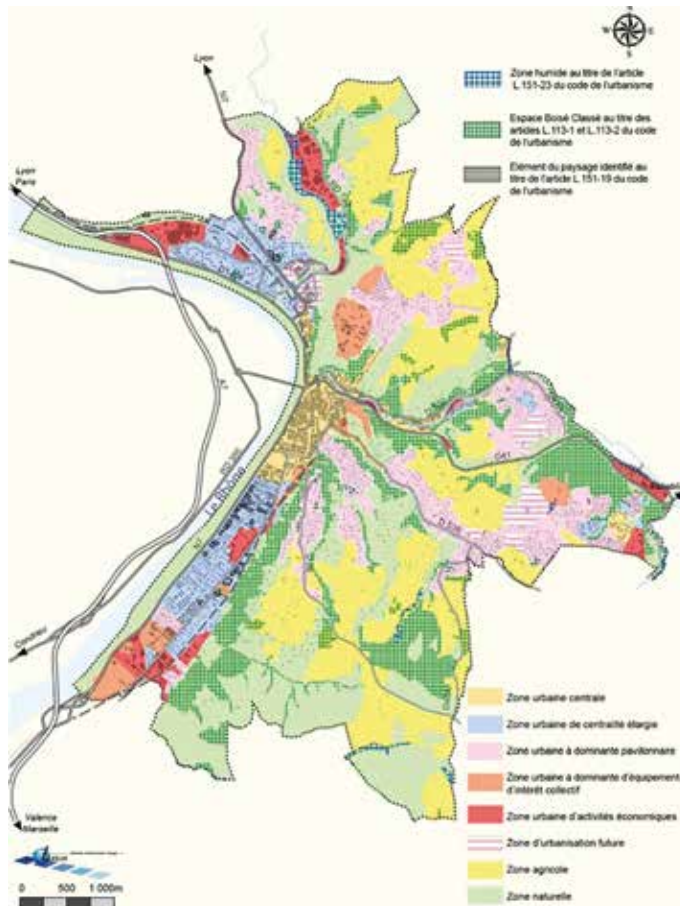 N
W E
S
Lyon
Zone humide au titre de l'article
L.151-23 du code de l'urbanisme
Espace Boisé Classé au titre des
articles L.113-1 et L.113-2 du code
de l'urbanisme
Elément du paysage identifié au
titre de l'article L.151-19 du code
de l'urbanisme
Lyon
Paris
A7
Le Rhône
N7
D41
D 538
Condrieu
Valence
Marseille
Zone urbaine centrale
Zone urbaine de centralité élargie
Zone urbaine à dominante pavillonnaire
Zone urbaine à dominante d'équipement
d'intérêt collectif
Zone urbaine d'activités économiques
Zone d'urbanisation future
Zone agricole
Zone naturelle
0 500 1 000m